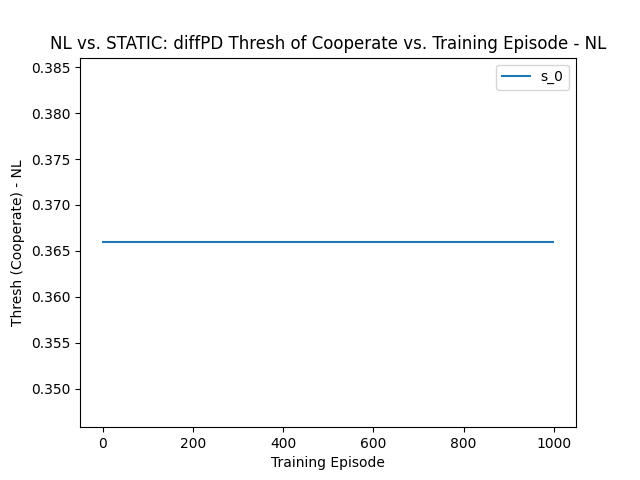 NL vs. STATIC: diffPD Thresh of Cooperate vs. Training Episode - NL
s_0
Thresh (Cooperate) - NL
0.385
0.380
0.375
0.370
0.365
0.360
0.355
0.350
0 200 400 600 800 1000
Training Episode